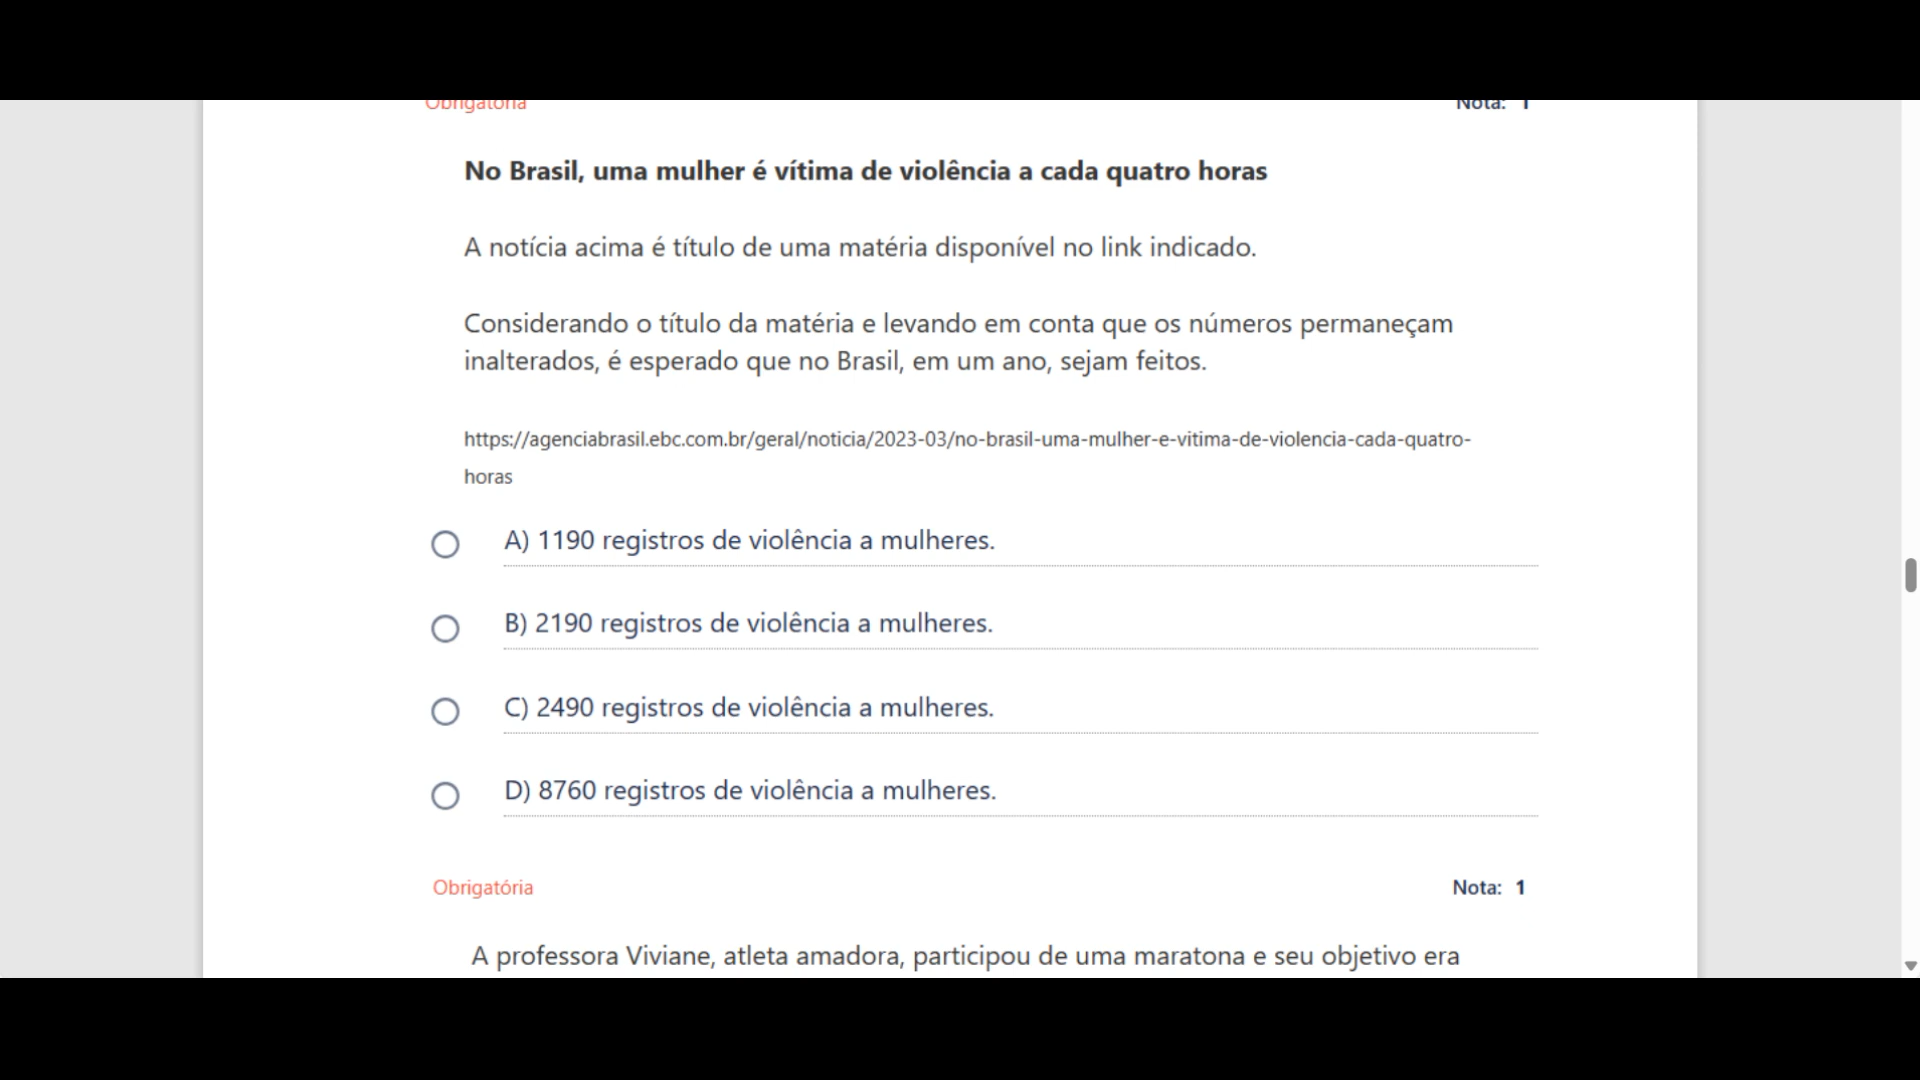 Obrigatória
Nota: 1
No Brasil, uma mulher é vítima de violência a cada quatro horas
A notícia acima é título de uma matéria disponível no link indicado.
Considerando o título da matéria e levando em conta que os números permaneçam
inalterados, é esperado que no Brasil, em um ano, sejam feitos.
https://agenciabrasil.ebc.com.br/geral/noticia/2023-03/no-brasil-uma-mulher-e-vitima-de-violencia-cada-quatro-
horas
A) 1190 registros de violência a mulheres.
B) 2190 registros de violência a mulheres.
C) 2490 registros de violência a mulheres.
D) 8760 registros de violência a mulheres.
Obrigatória
Nota: 1
A professora Viviane, atleta amadora, participou de uma maratona e seu objetivo era